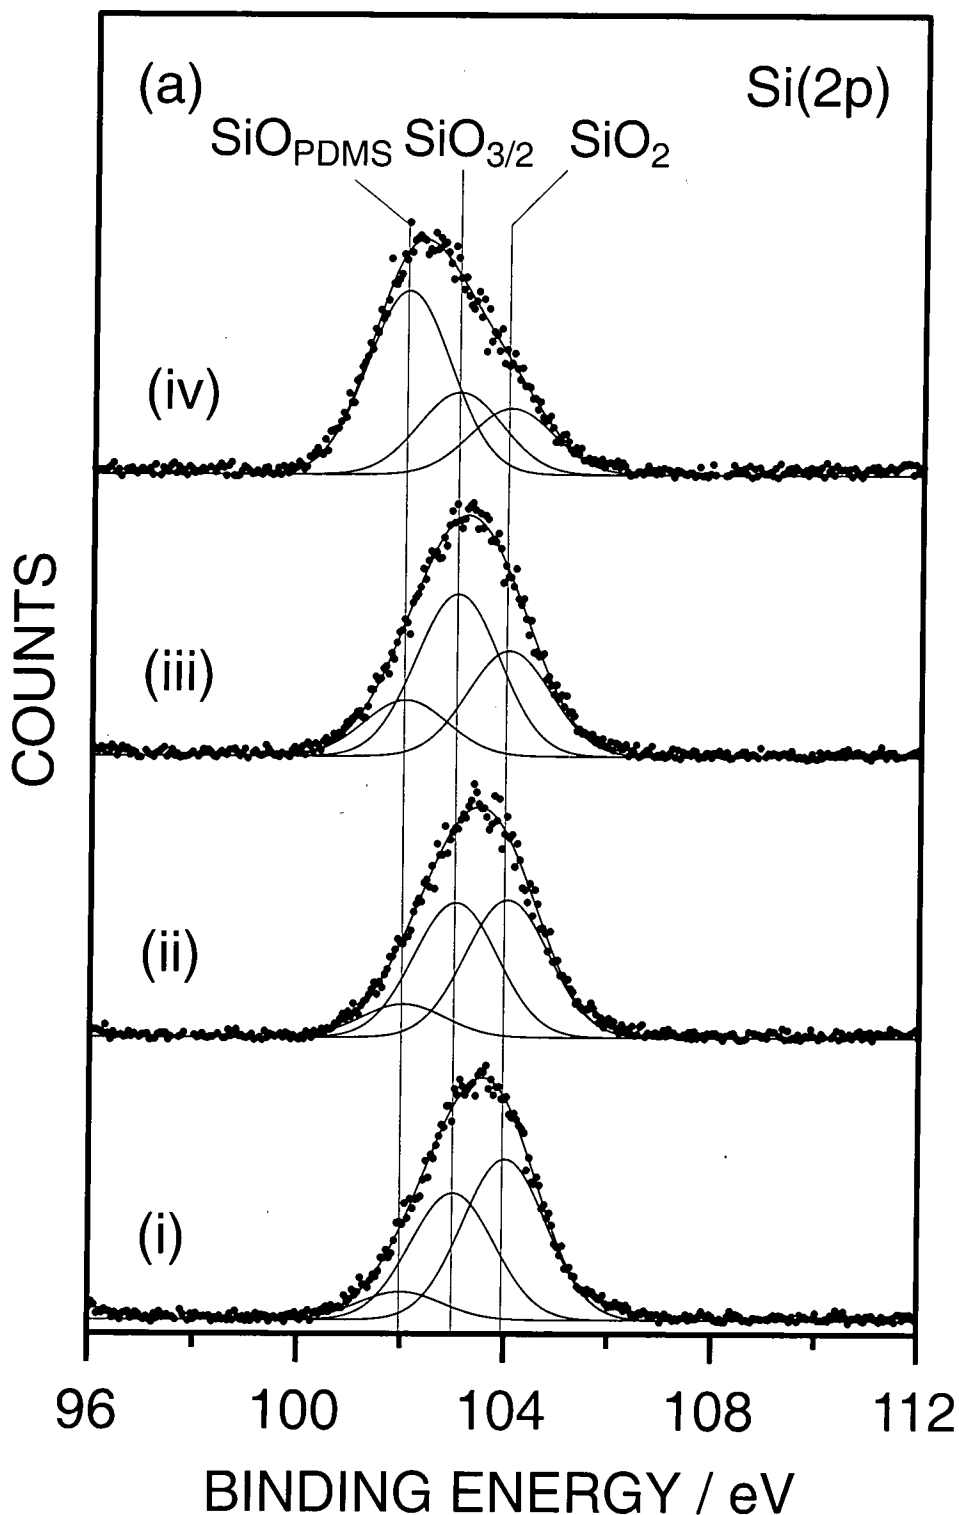 (a) Si(2p)
SiOPDMS SiO3/2 SiO2
(iv)
(iii)
(ii)
(i)
COUNTS
96 100 104 108 112
BINDING ENERGY / eV